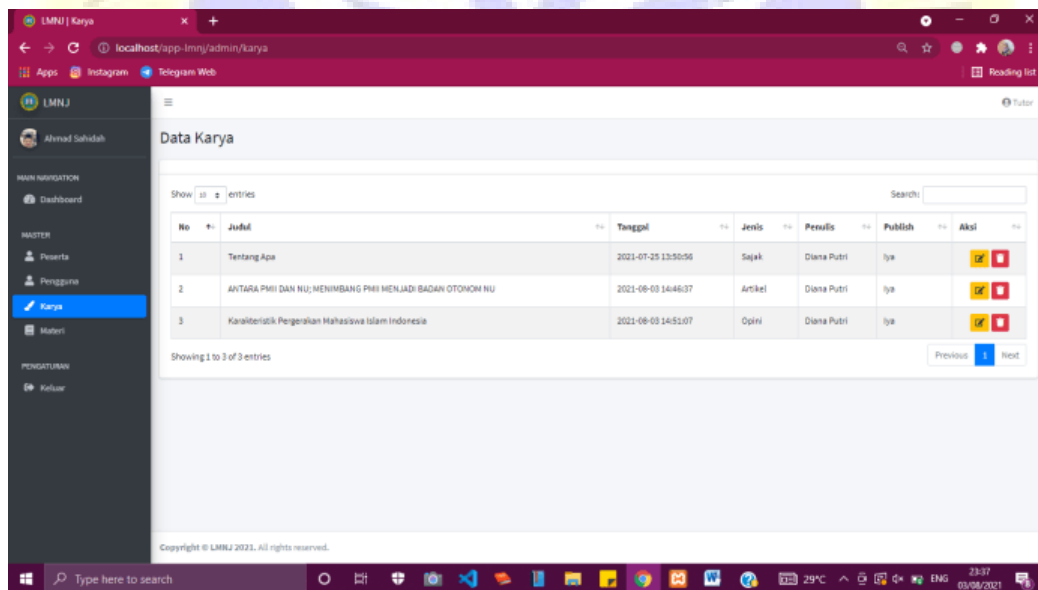 LMNJ | Karya
localhost/app-lmnj/admin/karya
Apps Instagram Telegram Web Reading list
LMNJ Tutor
Ahmad Sahidah
Data Karya
MAIN NAVIGATION
Dashboard
MASTER
Peserta
Pengguna
Karya
Materi
PENGATURAN
Keluar
Show 10 entries Search:
No Judul Tanggal Jenis Penulis Publish Aksi
1 Tentang Apa 2021-07-25 13:50:56 Sajak Diana Putri Iya
2 ANTARA PMII DAN NU; MENIMBANG PMII MENJADI BADAN OTONOM NU 2021-08-03 14:46:37 Artikel Diana Putri Iya
3 Karakteristik Pergerakan Mahasiswa Islam Indonesia 2021-08-03 14:51:07 Opini Diana Putri Iya
Showing 1 to 3 of 3 entries Previous 1 Next
Copyright © LMNJ 2021. All rights reserved.
Type here to search 29°C ENG 23:37
03/08/2021